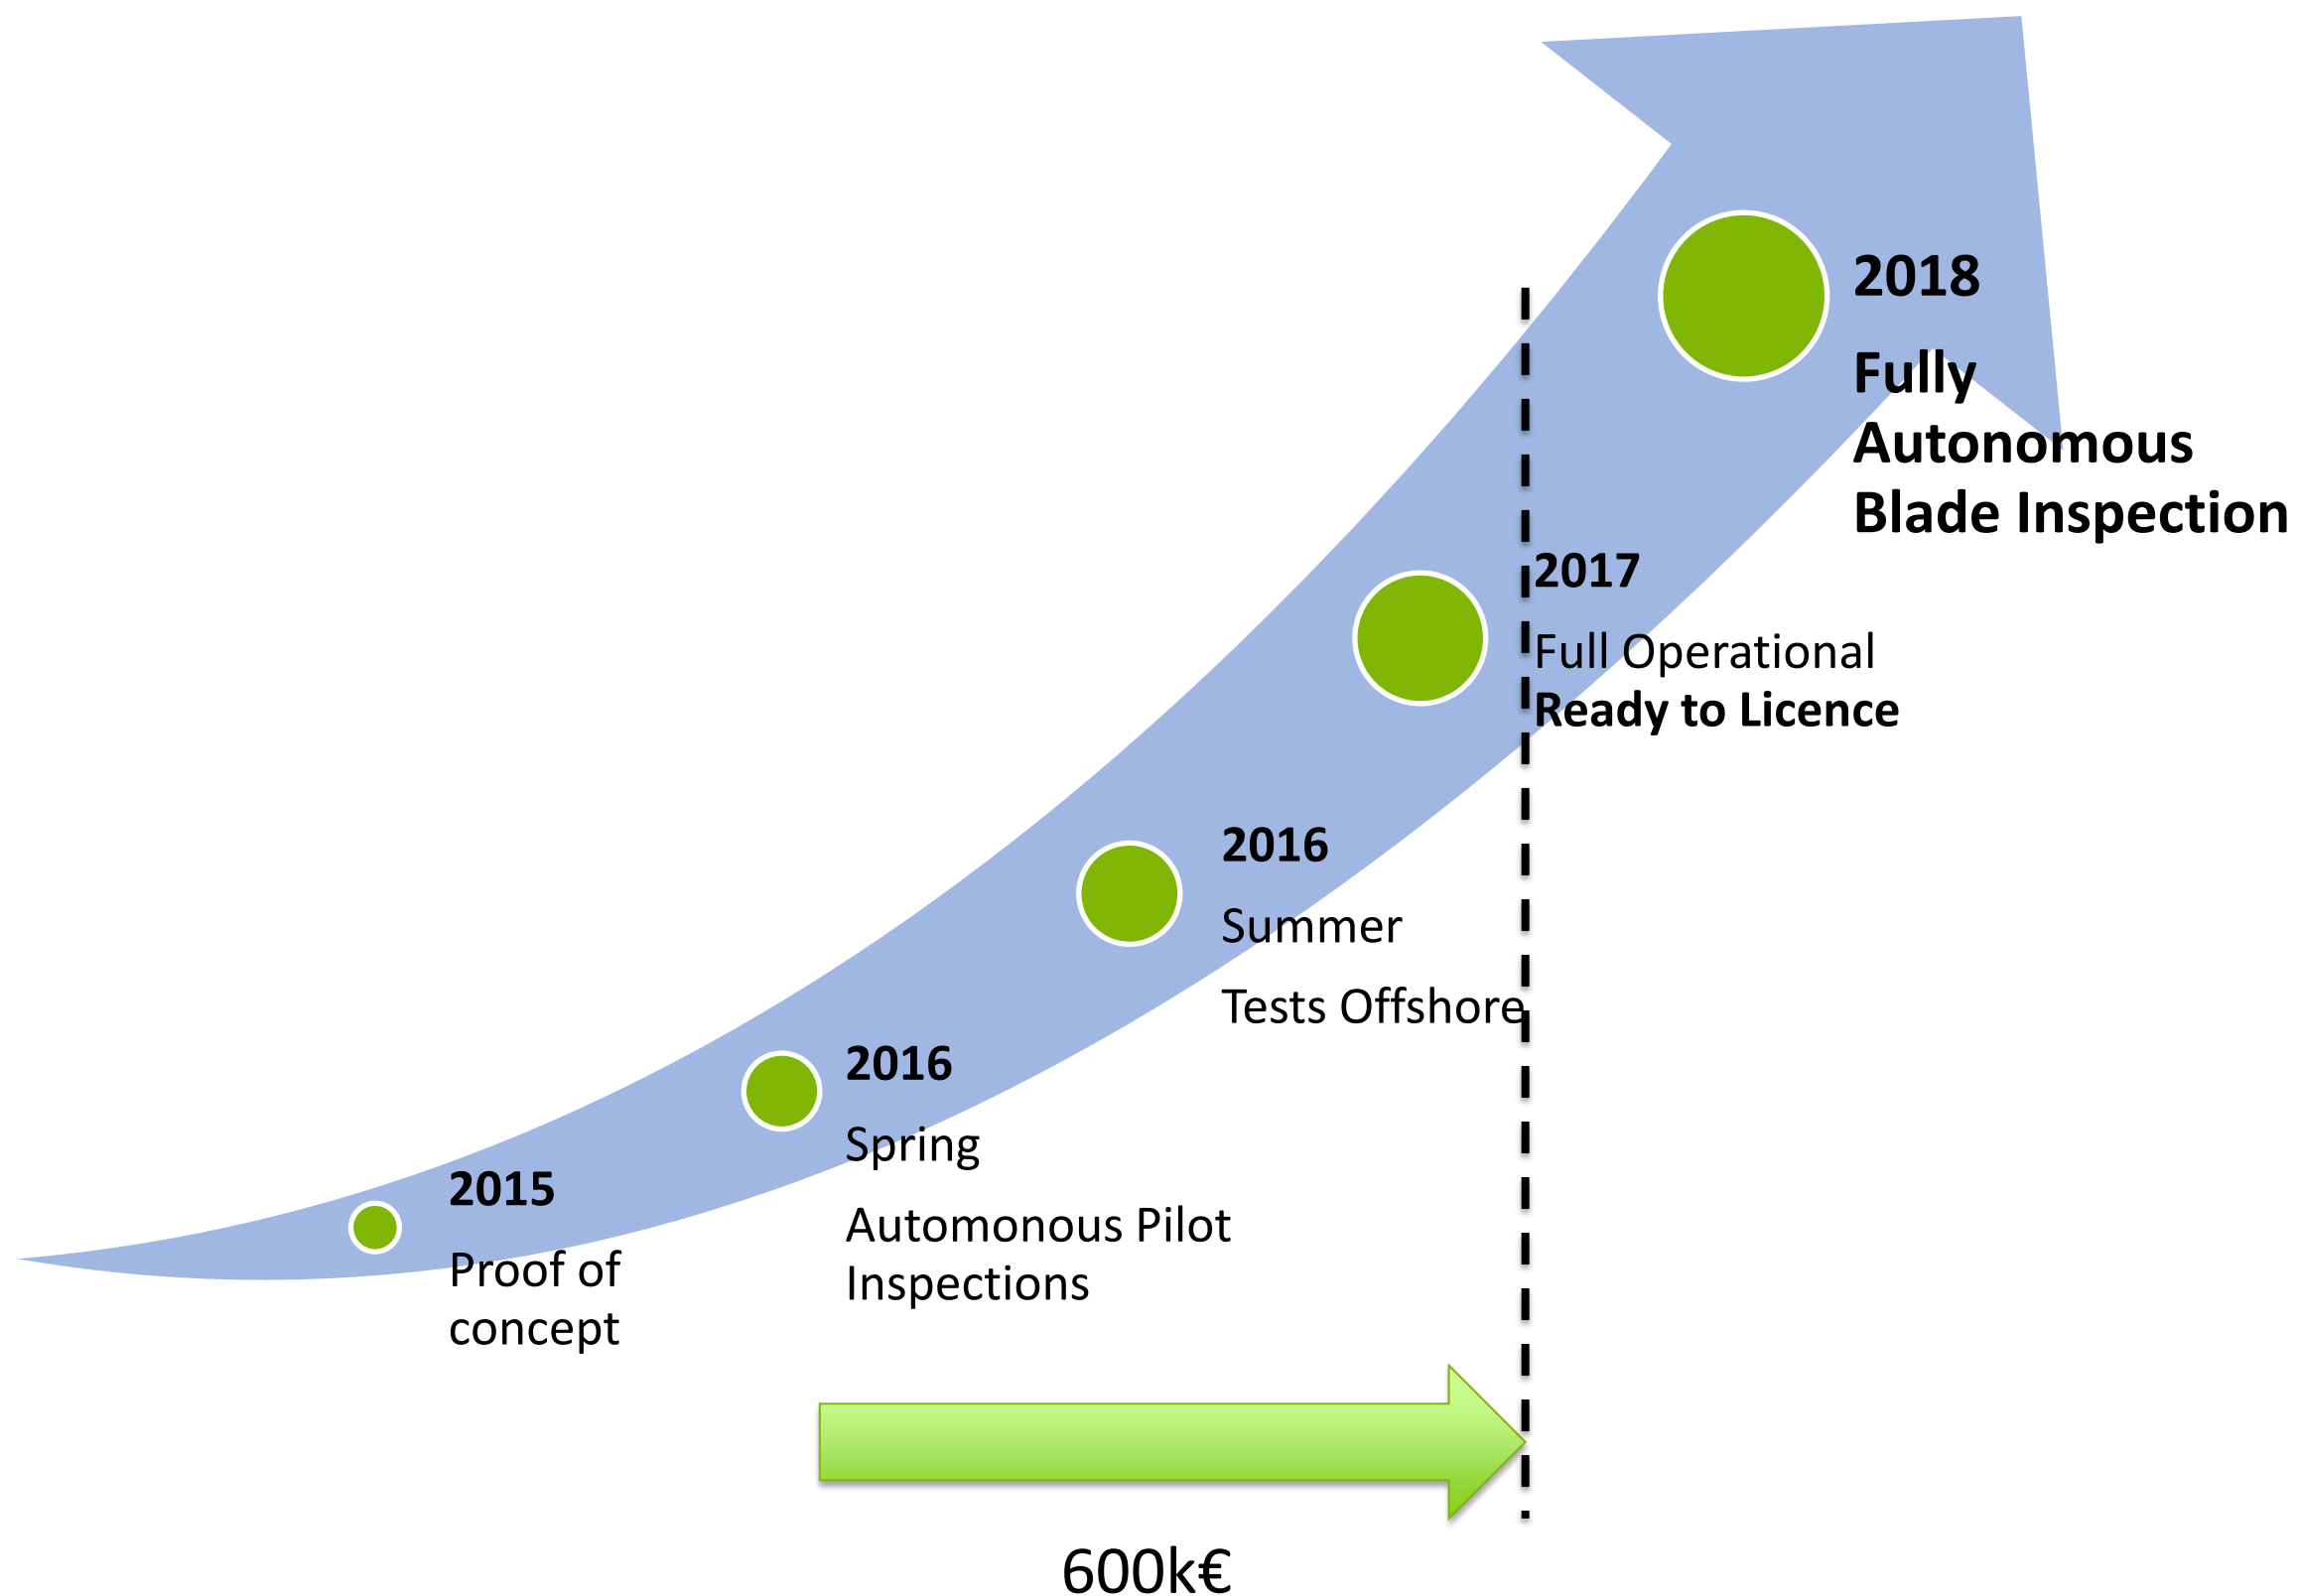 2015
Proof of
concept
2016
Spring
Automonous Pilot
Inspections
2016
Summer
Tests Offshore
2017
Full Operational
Ready to Licence
2018
Fully
Autonomous
Blade Inspection
600k€